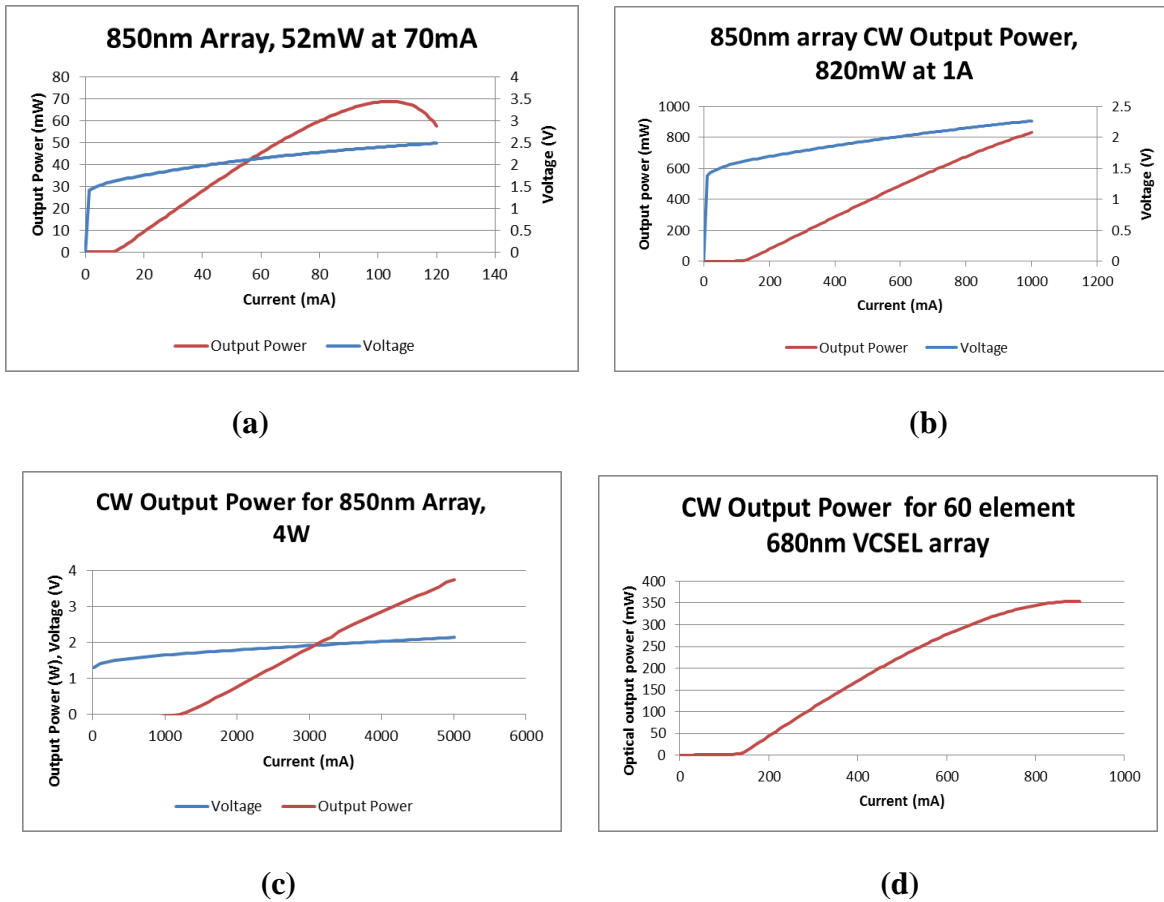 850nm Array, 52mW at 70mA
Output Power (mW)
80
70
60
50
40
30
20
10
0
4
3.5
3
2.5
2
1.5
1
0.5
0
Voltage (V)
0 20 40 60 80 100 120 140
Current (mA)
Output Power Voltage
(a)
850nm array CW Output Power,
820mW at 1A
Output power (mW)
1000
800
600
400
200
0
2.5
2
1.5
1
0.5
0
Voltage (V)
0 200 400 600 800 1000 1200
Current (mA)
Output Power Voltage
(b)
CW Output Power for 850nm Array,
4W
Output Power (W), Voltage (V)
4
3
2
1
0
0 1000 2000 3000 4000 5000 6000
Current (mA)
Voltage Output Power
(c)
CW Output Power for 60 element
680nm VCSEL array
Optical output power (mW)
400
350
300
250
200
150
100
50
0
0 200 400 600 800 1000
Current (mA)
(d)